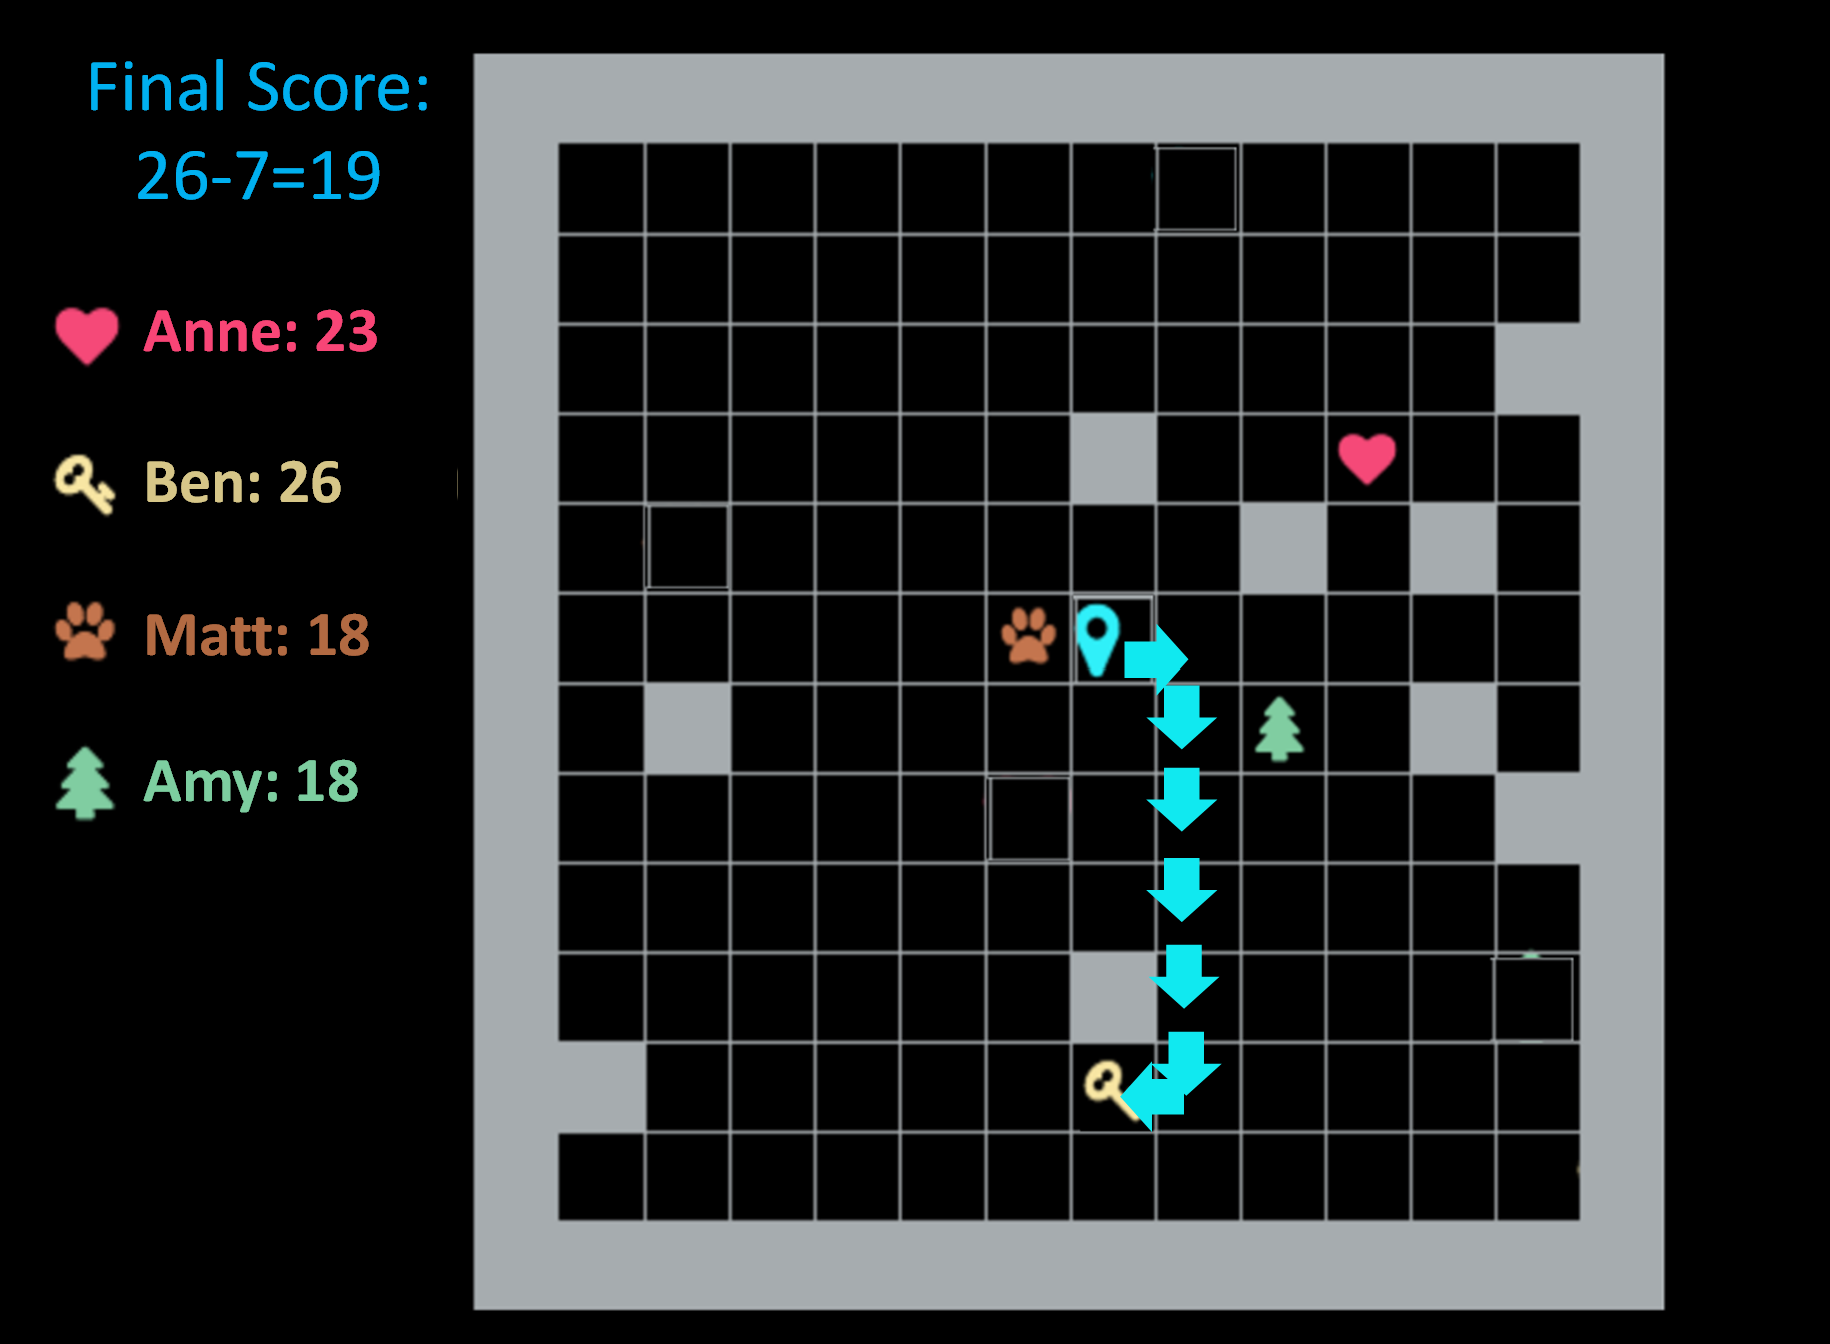 Final Score:
26-7=19
Anne: 23
Ben: 26
Matt: 18
Amy: 18